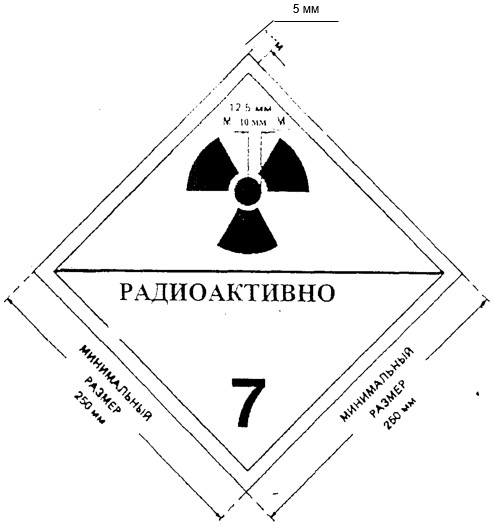 5 мм
м
12.5 мм
М 10 мм М
РАДИОАКТИВНО
7
МИНИМАЛЬНЫЙ
РАЗМЕР
250 мм
МИНИМАЛЬНЫЙ
РАЗМЕР
250 мм